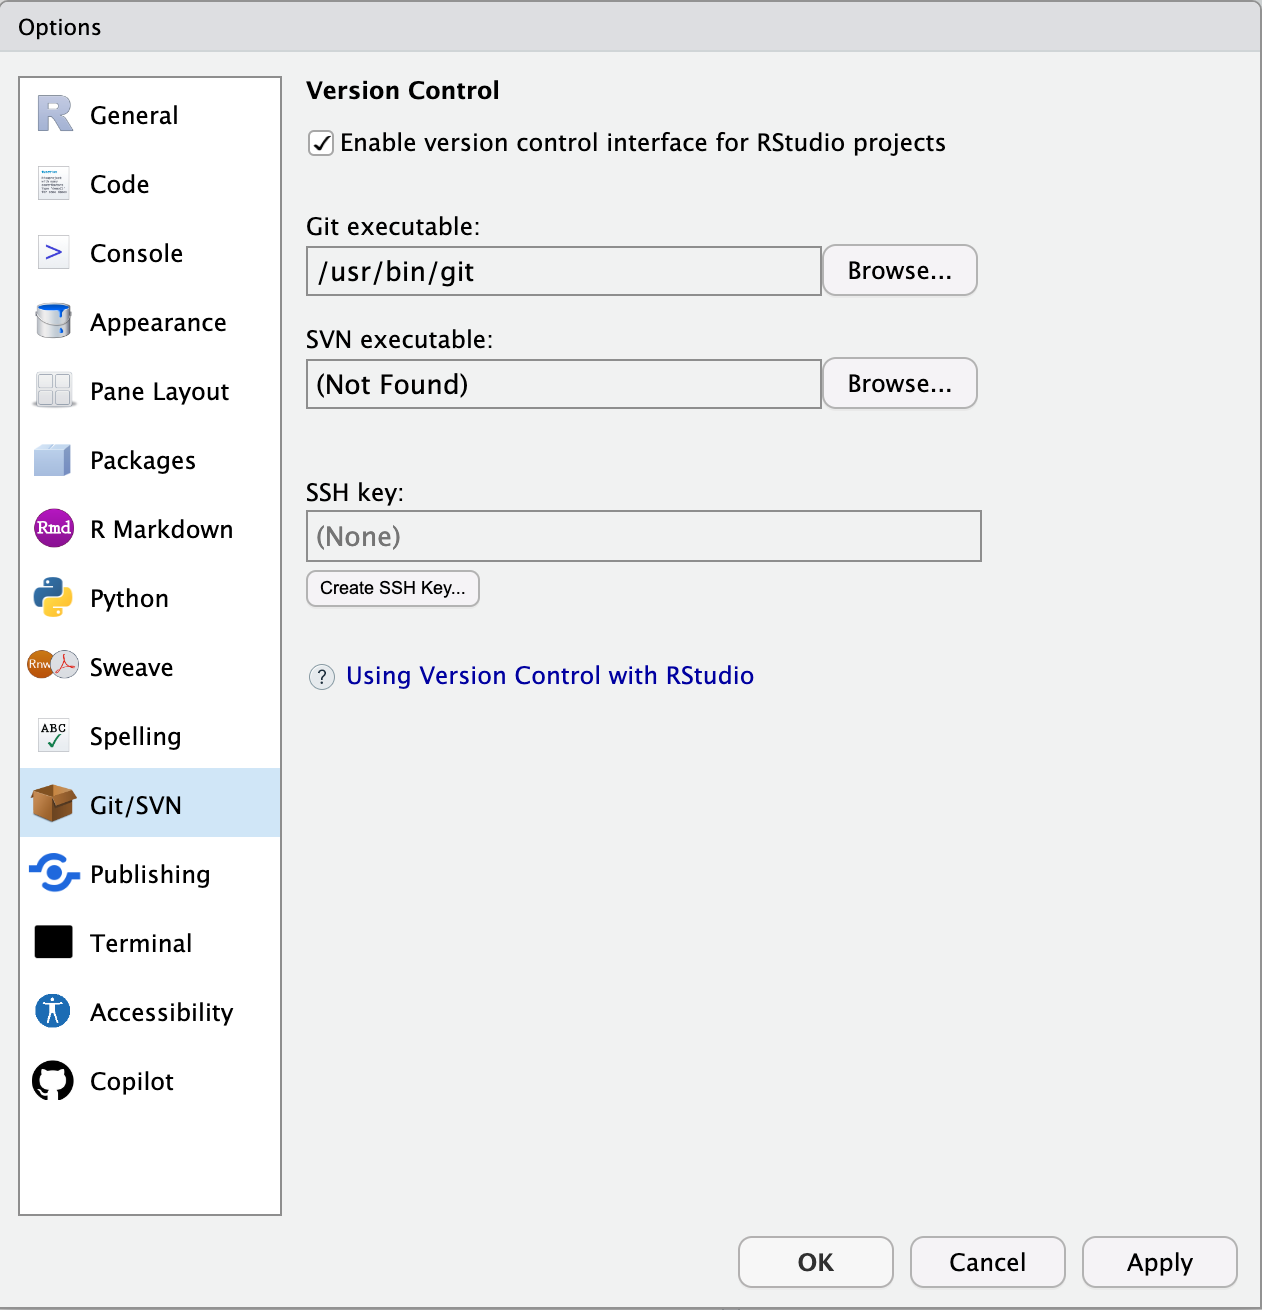 Options
General
Code
Console
Appearance
Pane Layout
Packages
Rmd R Markdown
Python
Rnw Sweave
ABC Spelling
Git/SVN
Publishing
Terminal
Accessibility
Copilot
Version Control
Enable version control interface for RStudio projects
Git executable:
/usr/bin/git Browse...
SVN executable:
(Not Found) Browse...
SSH key:
(None)
Create SSH Key...
? Using Version Control with RStudio
OK Cancel Apply